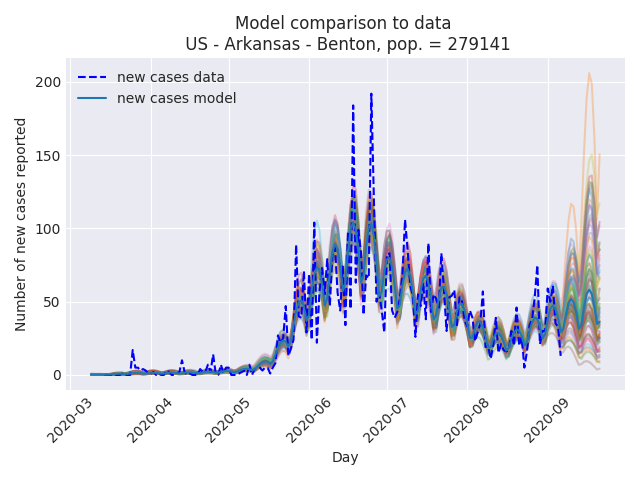 Model comparison to data
US - Arkansas - Benton, pop. = 279141
new cases data
new cases model
Number of new cases reported
200
150
100
50
0
2020-03
2020-04
2020-05
2020-06
2020-07
2020-08
2020-09
Day